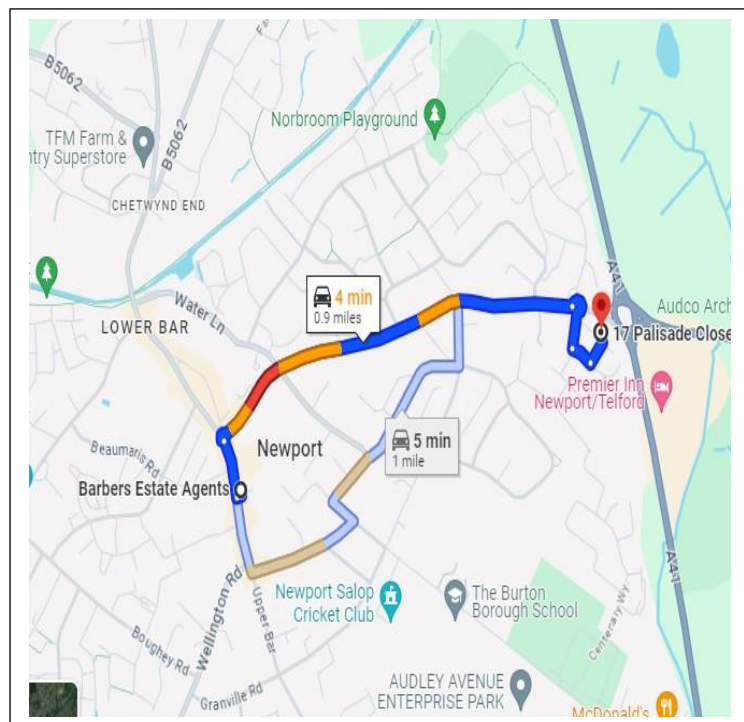 B5062
Norbroom Playground
TFM Farm &
ntry Superstore
B5062
CHETWYND END
A41
4 min
0.9 miles
Water Ln
LOWER BAR
Audco Arch
17 Palisade Close
Premier Inn
Newport/Telford
5 min
1 mile
Newport
Beaumaris Rd
Barbers Estate Agents
A41
Wellington Rd
Upper Bar
Newport Salop
Cricket Club
The Burton
Borough School
Centenary Wy
Boughey Rd
Granville Rd
AUDLEY AVENUE
ENTERPRISE PARK
McDonald's